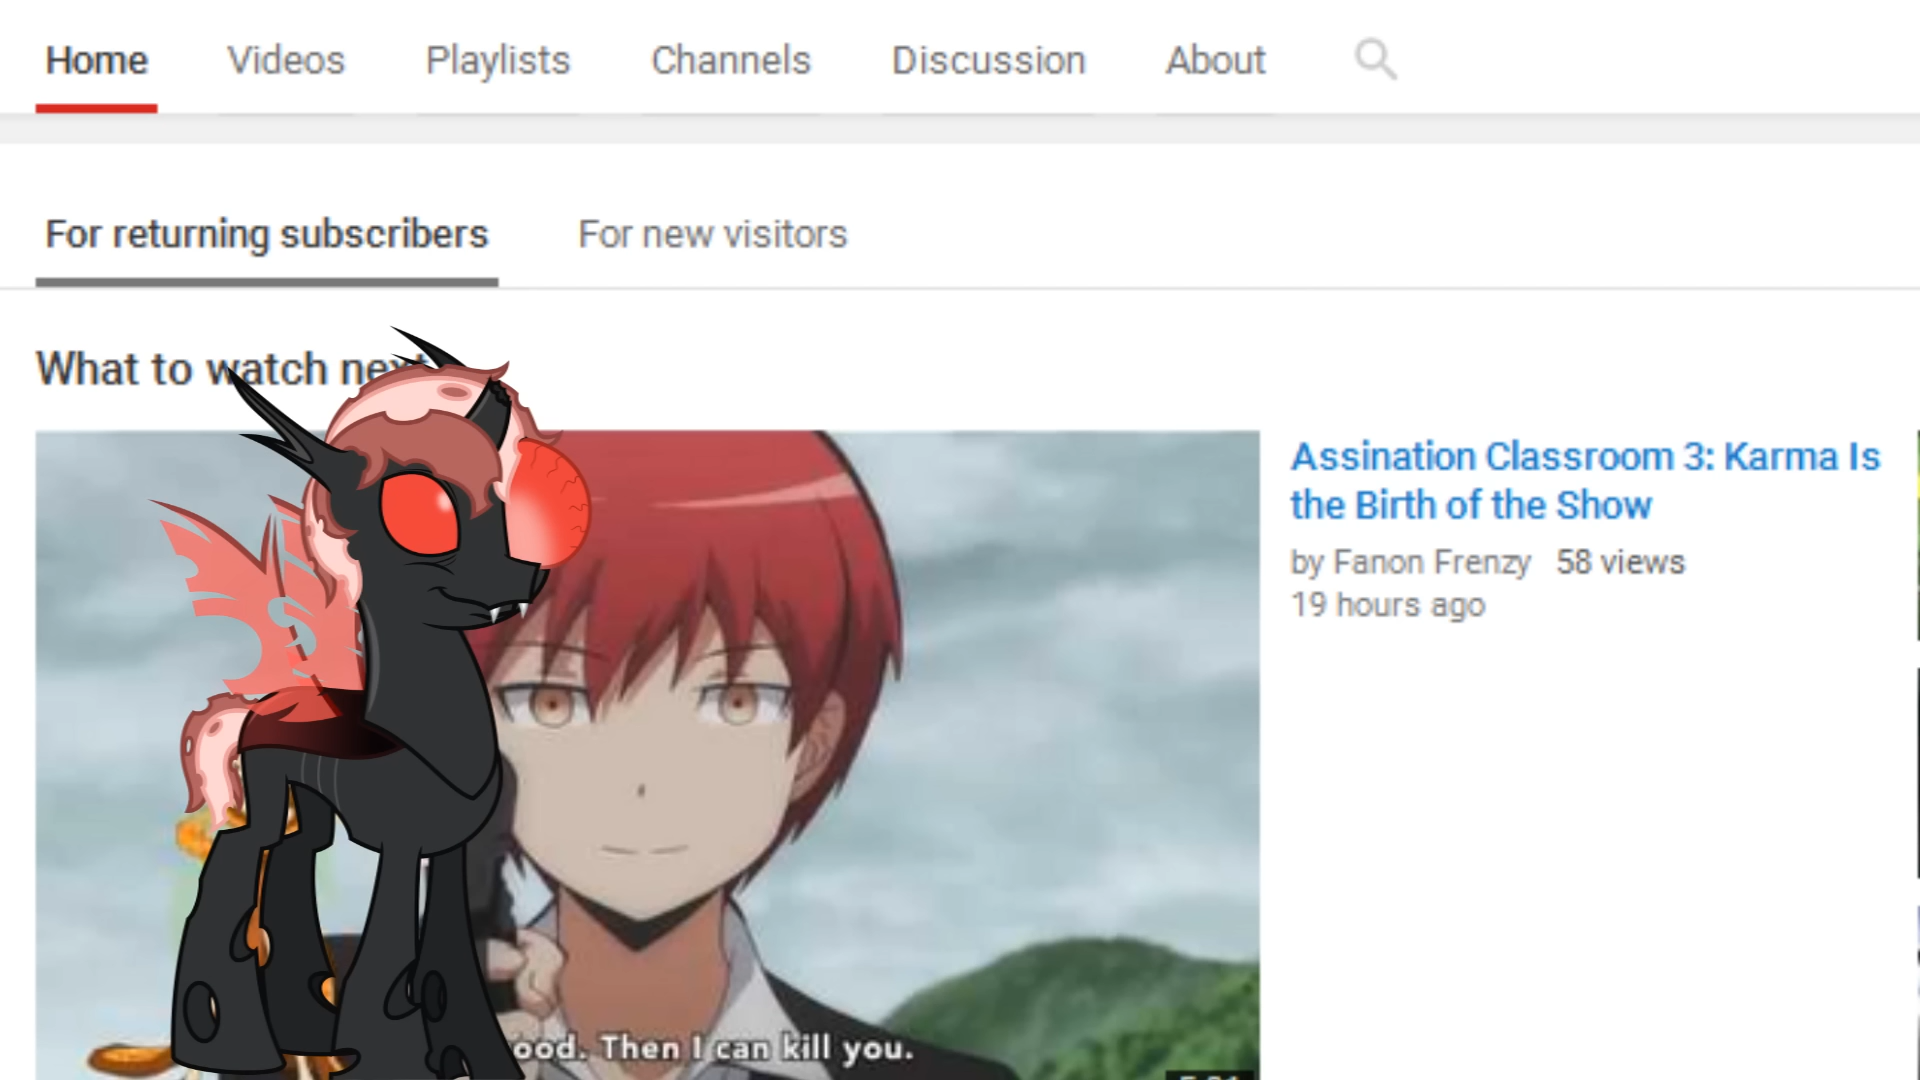 Home Videos Playlists Channels Discussion About
For returning subscribers For new visitors
What to watch next
Assination Classroom 3: Karma Is
the Birth of the Show
by Fanon Frenzy 58 views
19 hours ago
ood. Then I can kill you.